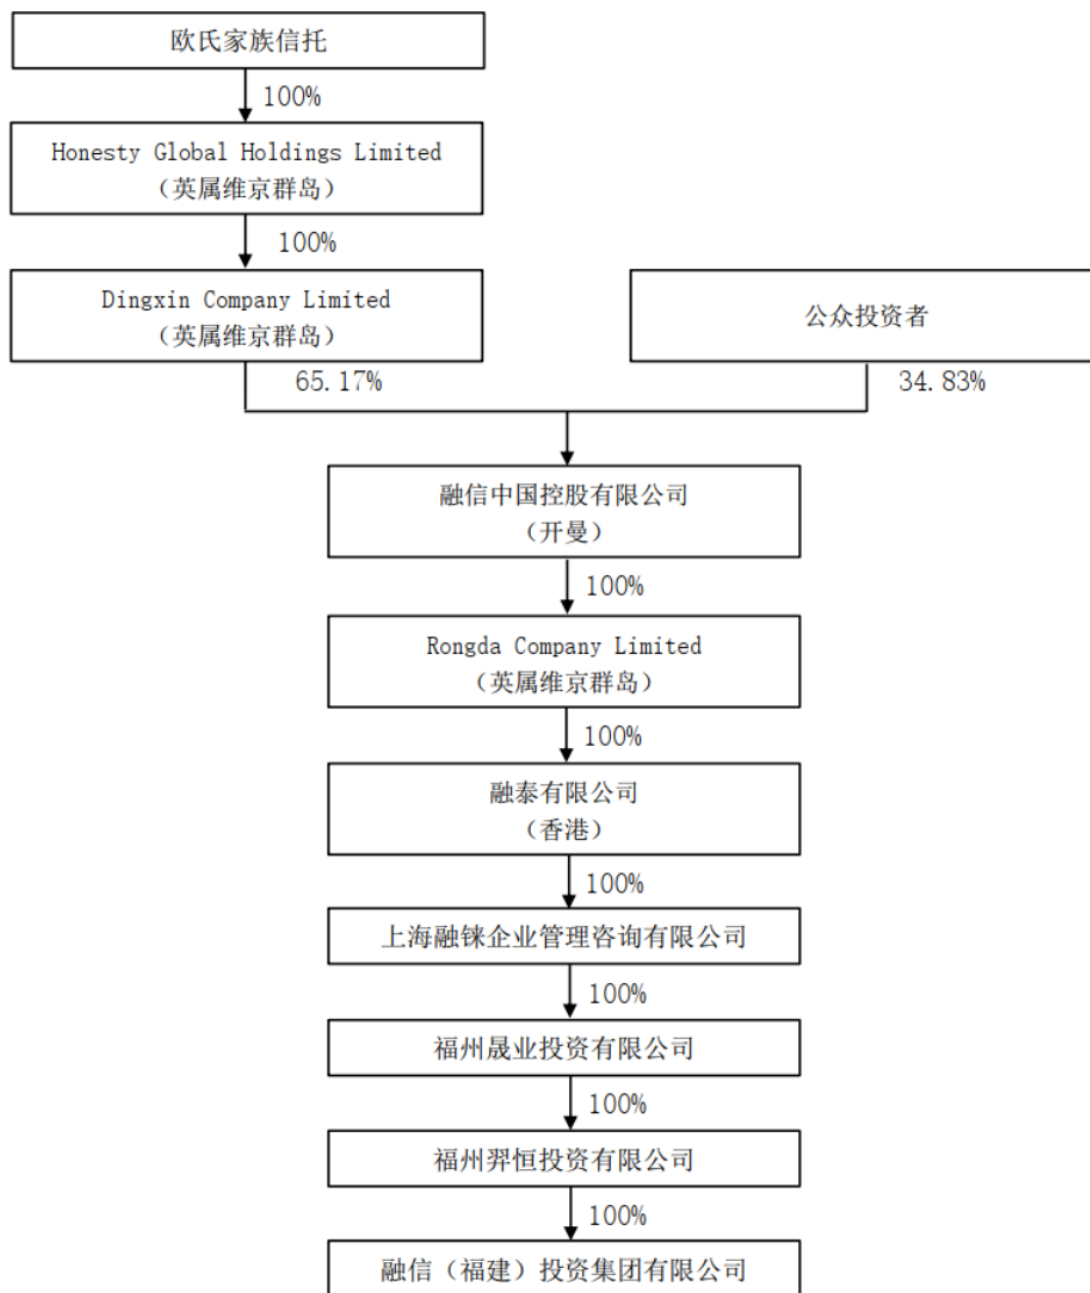 欧氏家族信托
100%
Honesty Global Holdings Limited
（英属维京群岛）
100%
Dingxin Company Limited
（英属维京群岛）
公众投资者
65.17%
34.83%
融信中国控股有限公司
（开曼）
100%
Rongda Company Limited
（英属维京群岛）
100%
融泰有限公司
（香港）
100%
上海融铼企业管理咨询有限公司
100%
福州晟业投资有限公司
100%
福州羿恒投资有限公司
100%
融信（福建）投资集团有限公司